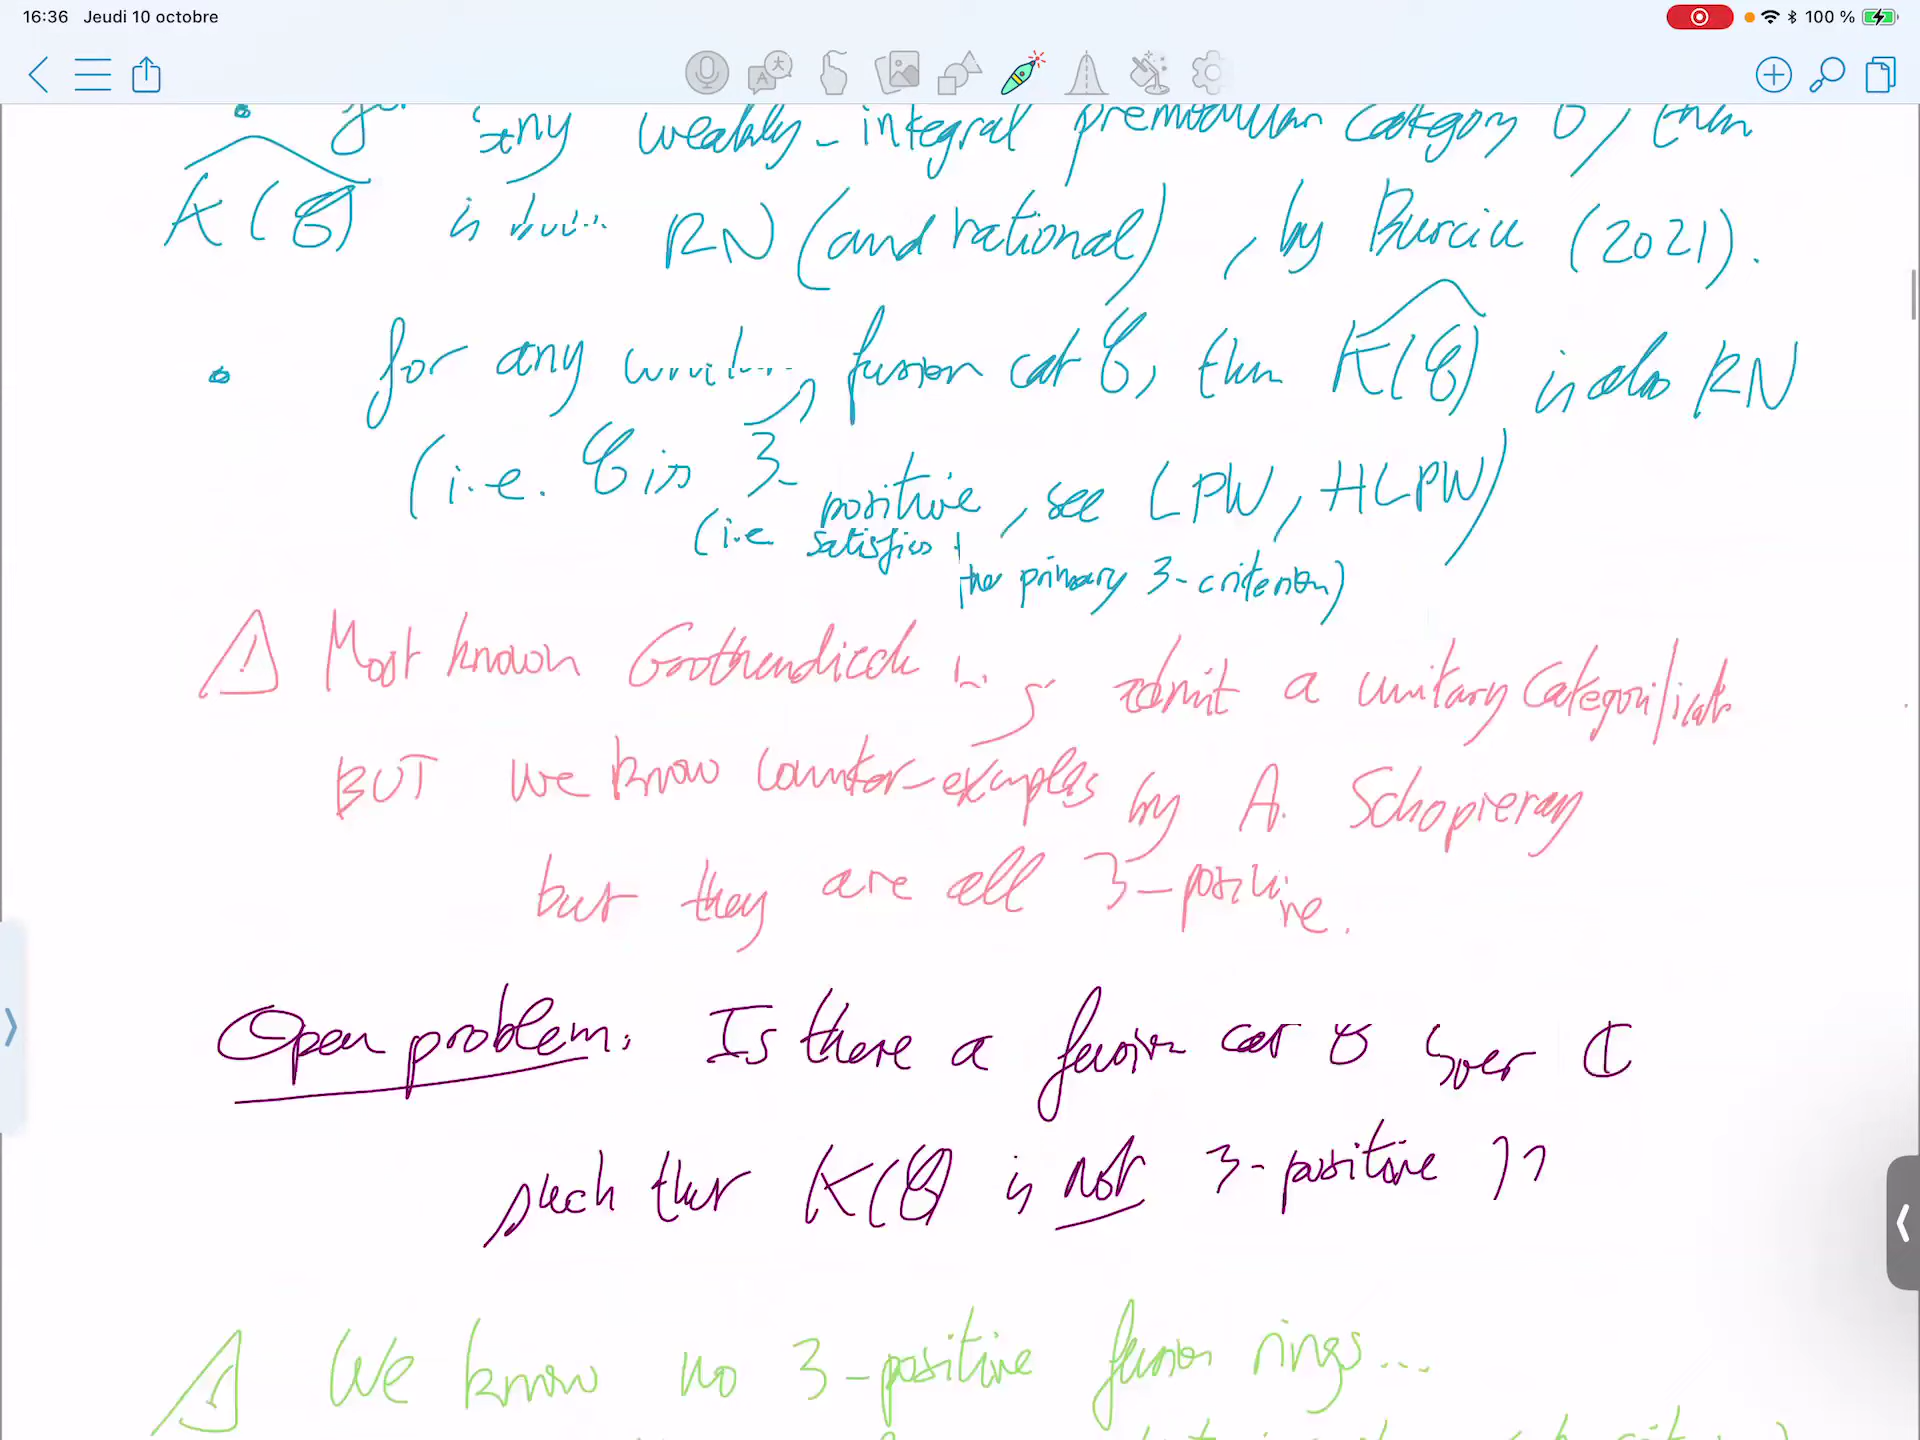 16:36 Jeudi 10 octobre 100 %
for any weakly-integral premodular category C, then
K(C) is RN (and rational), by Burciu (2021).
for any fusion cat C, then K(C) is also RN
(i.e. C is 3-positive, see LPW, HLPW)
(i.e satisfies the primary 3-criterion)
Most known Grothendieck admit a unitary
BUT we know counter-examples by A. Schopieray
but they are all 3-positive.
Open problem: Is there a fusion cat C over ℂ
such that K(C) is not 3-positive ??
We know no 3-positive fusion rings...